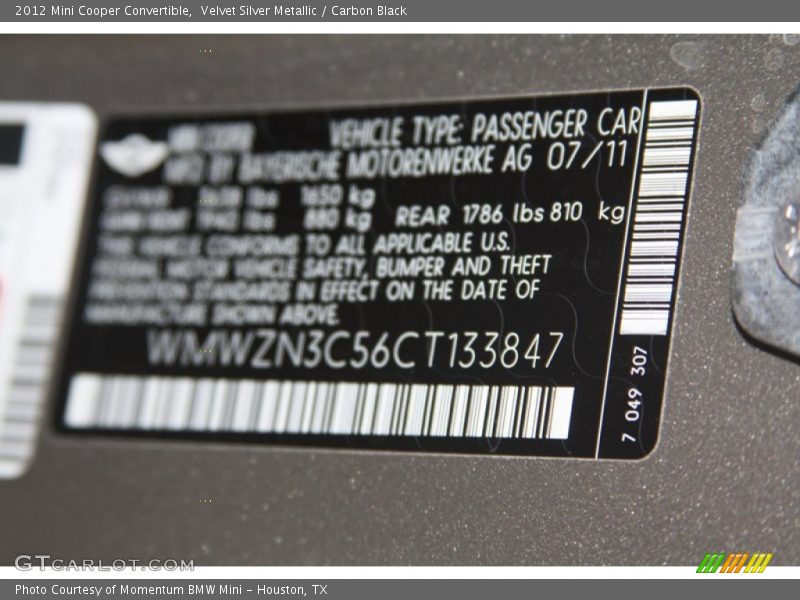 2012 Mini Cooper Convertible, Velvet Silver Metallic / Carbon Black
VEHICLE TYPE: PASSENGER CAR
MFD BY BAYERISCHE MOTORENWERKE AG 07/11
lbs 1650 kg
lbs 880 kg REAR 1786 lbs 810 kg
THIS VEHICLE CONFORMS TO ALL APPLICABLE U.S.
FEDERAL MOTOR VEHICLE SAFETY, BUMPER AND THEFT
PREVENTION STANDARDS IN EFFECT ON THE DATE OF
MANUFACTURE SHOWN ABOVE.
WMWZN3C56CT133847
7 049 307
GTCARLOT.COM
Photo Courtesy of Momentum BMW Mini - Houston, TX